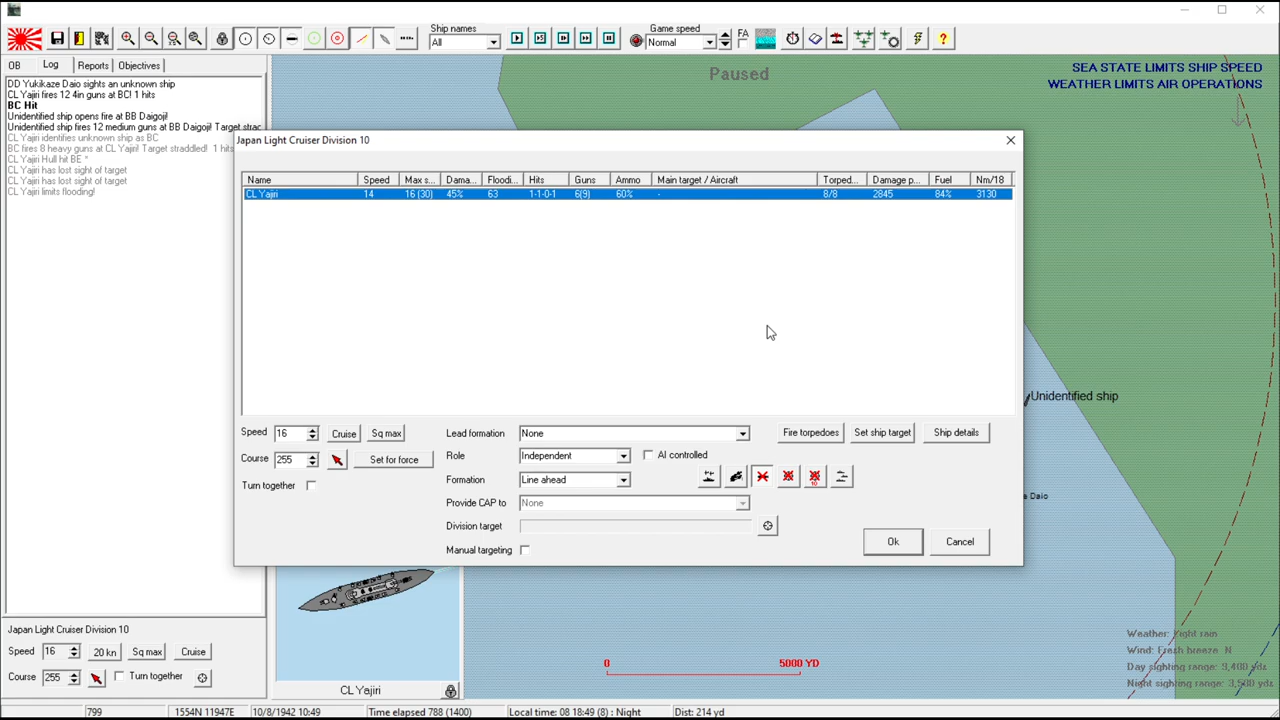 Ship names
All
Game speed
Normal
FA
OB
Log
Reports
Objectives
Paused
SEA STATE LIMITS SHIP SPEED
WEATHER LIMITS AIR OPERATIONS
DD Yukikaze Daio sights an unknown ship
CL Yajiri fires 12 4in guns at BC! 1 hits
BC Hit
Unidentified ship opens fire at BB Daigoji!
Unidentified ship fires 12 medium guns at BB Daigoji! Target strac
CL Yajiri identifies unknown ship as BC
BC fires 8 heavy guns at CL Yajiri! Target straddled! 1 hits
CL Yajiri Hull hit BE *
CL Yajiri has lost sight of target
CL Yajiri has lost sight of target
CL Yajiri limits flooding!
Japan Light Cruiser Division 10
Name Speed Max s... Dama... Floodi... Hits Guns Ammo Main target / Aircraft Torped... Damage p... Fuel Nm/18
CL Yajiri 14 16 (30) 45% 63 1-1-0-1 6(9) 60% - 8/8 2845 84% 3130
Speed 16 Cruise Sq max
Course 255 Set for force
Turn together
Lead formation None
Role Independent AI controlled
Formation Line ahead
Provide CAP to None
Division target
Manual targeting
Fire torpedoes Set ship target Ship details
10
Ok Cancel
Unidentified ship
a Daio
Japan Light Cruiser Division 10
Speed 16 20 kn Sq max Cruise
Course 255 Turn together
CL Yajiri
0 5000 YD
Wind: Fresh breeze N
Day sighting range: 3,400 ydz
Night sighting range: 3,500 ydz
799 1554N 11947E 10/8/1942 10:49 Time elapsed 788 (1400) Local time: 08 18:49 (8) : Night Dist: 214 yd